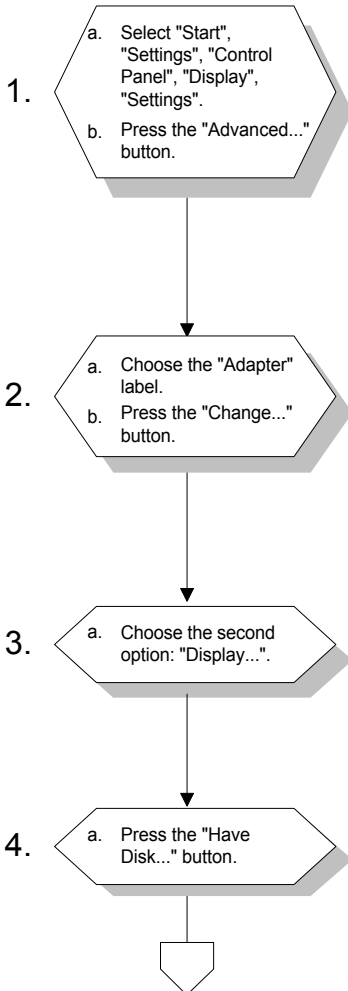 1.
a. Select "Start",
"Settings", "Control
Panel", "Display",
"Settings".
b. Press the "Advanced..."
button.
2.
a. Choose the "Adapter"
label.
b. Press the "Change..."
button.
3.
a. Choose the second
option: "Display...".
4.
a. Press the "Have
Disk..." button.